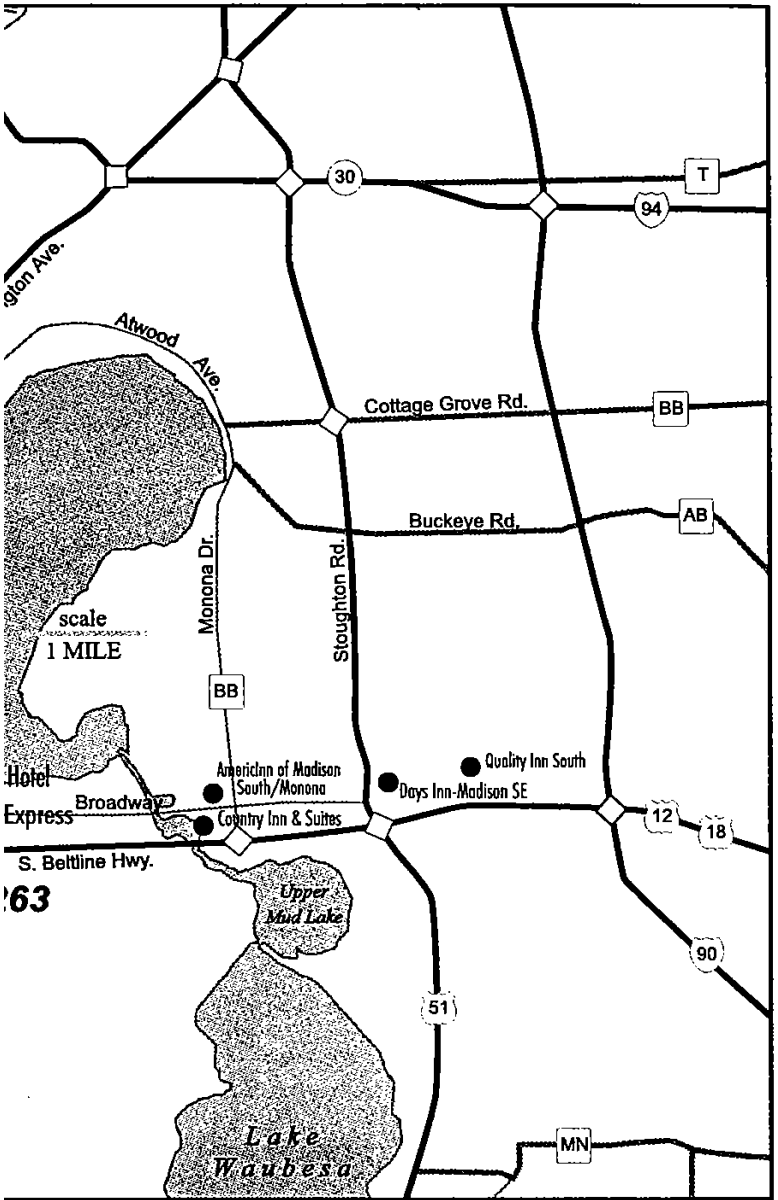 30
T
94
gton Ave.
Atwood
Ave.
Cottage Grove Rd.
BB
Buckeye Rd.
AB
Monona Dr.
Stoughton Rd.
scale
1 MILE
BB
Hotel
Express
AmericInn of Madison
South/Monona
Quality Inn South
Days Inn-Madison SE
Broadway
Country Inn & Suites
12
18
S. Beltline Hwy.
63
Upper
Mud Lake
90
51
Lake
Waubesa
MN